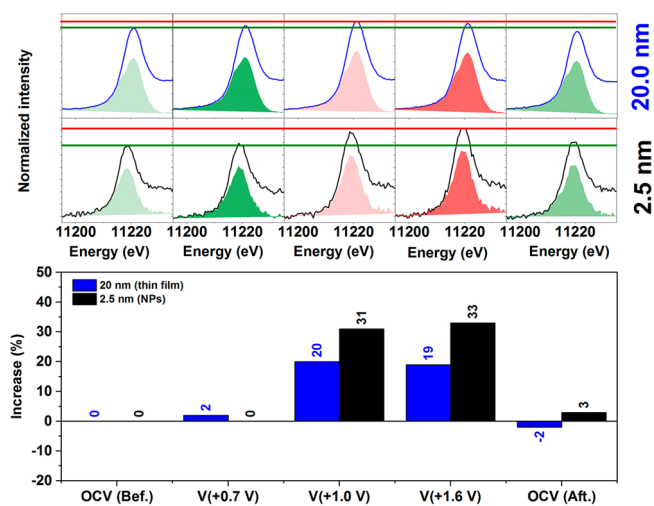 Normalized intensity
20.0 nm
2.5 nm
11200 11220 11200 11220 11200 11220 11200 11220 11200 11220
Energy (eV) Energy (eV) Energy (eV) Energy (eV) Energy (eV)
50
40
30
20
10
0
-10
-20
Increase (%)
20 nm (thin film)
2.5 nm (NPs)
0 0 2 0 20 31 19 33 -2 3
OCV (Bef.) V(+0.7 V) V(+1.0 V) V(+1.6 V) OCV (Aft.)